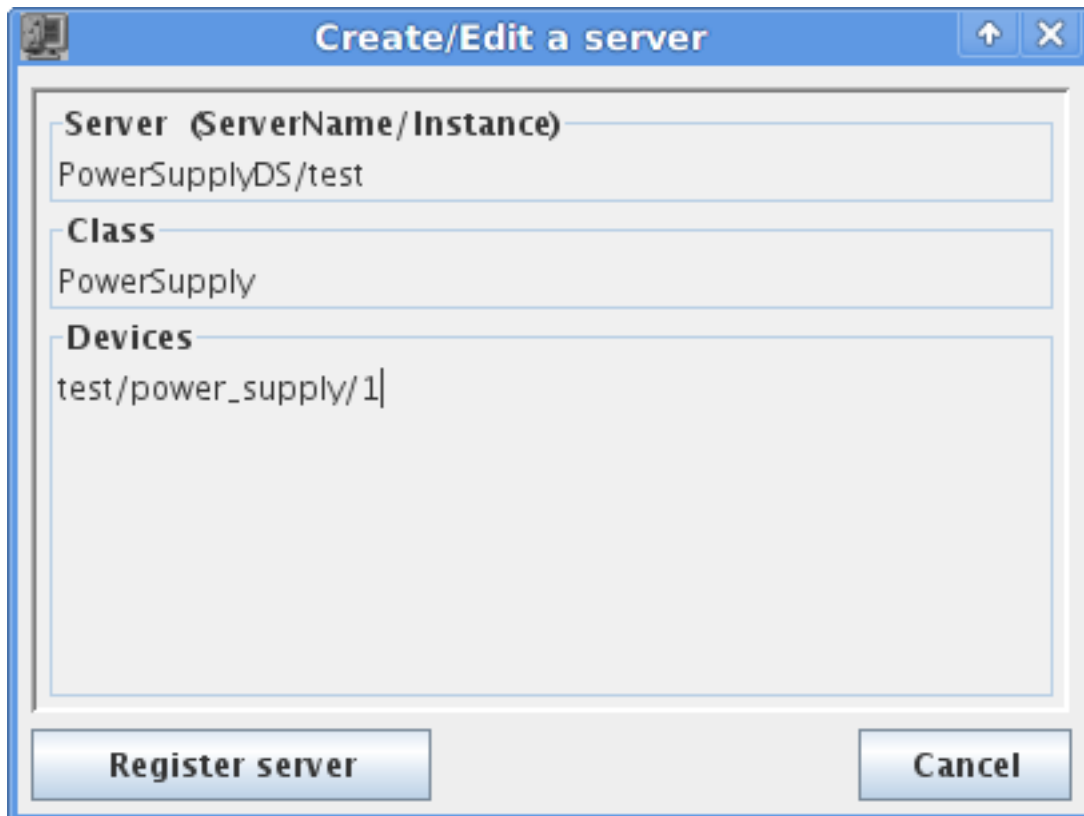 Create/Edit a server
Server (ServerName/Instance)
PowerSupplyDS/test
Class
PowerSupply
Devices
test/power_supply/1
Register server
Cancel